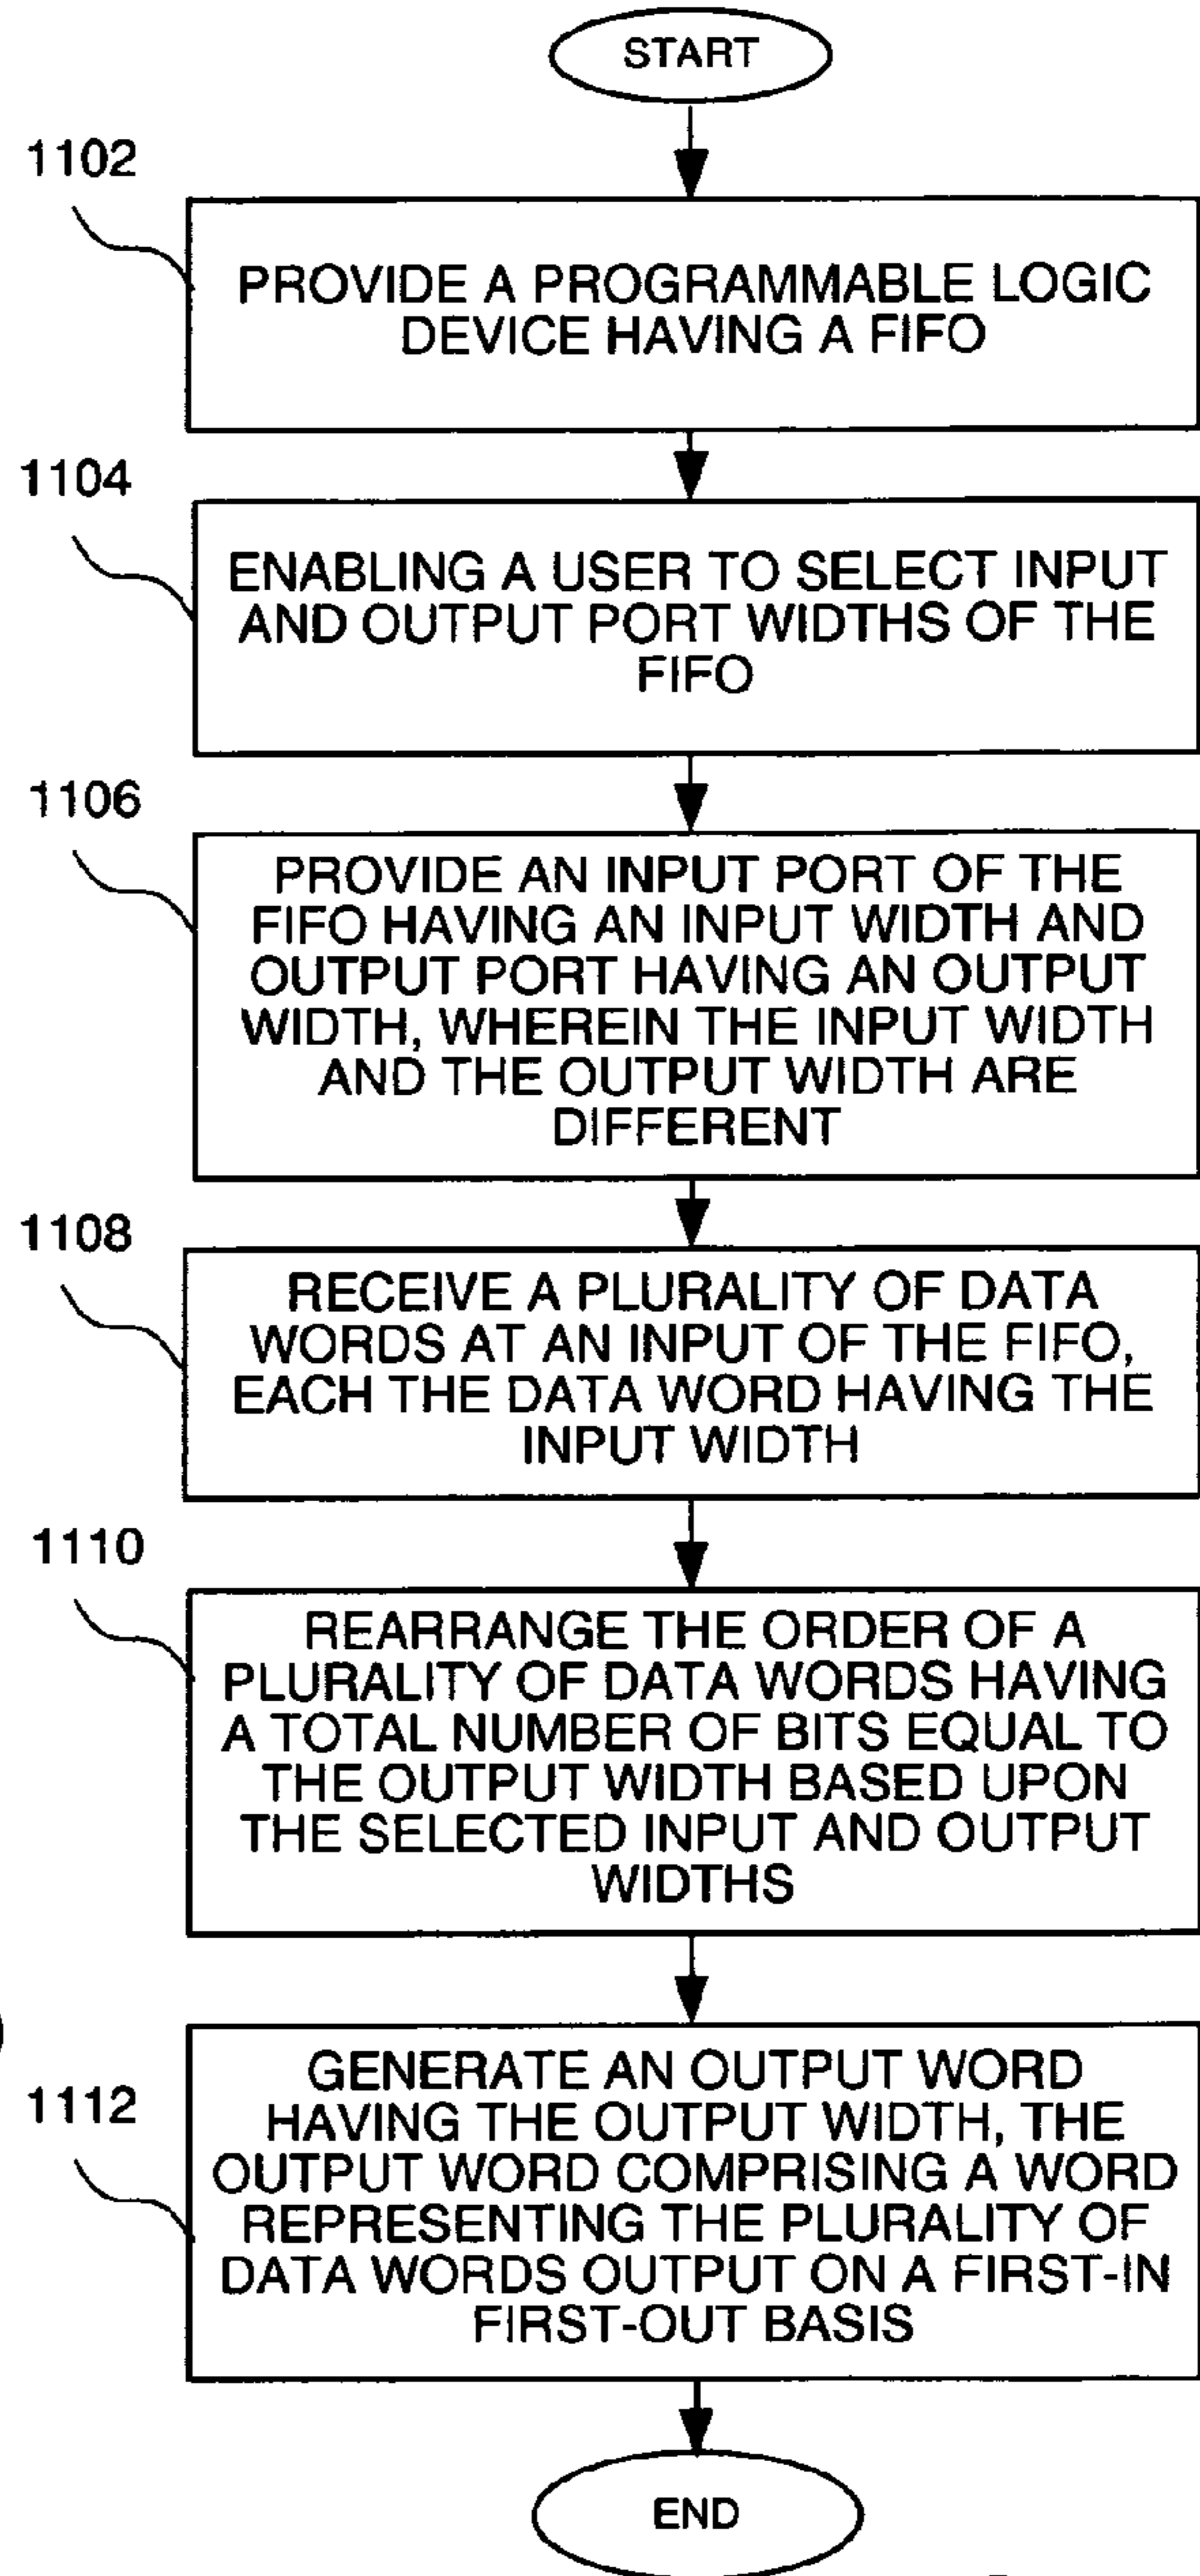 START
1102
PROVIDE A PROGRAMMABLE LOGIC
DEVICE HAVING A FIFO
1104
ENABLING A USER TO SELECT INPUT
AND OUTPUT PORT WIDTHS OF THE
FIFO
1106
PROVIDE AN INPUT PORT OF THE
FIFO HAVING AN INPUT WIDTH AND
OUTPUT PORT HAVING AN OUTPUT
WIDTH, WHEREIN THE INPUT WIDTH
AND THE OUTPUT WIDTH ARE
DIFFERENT
1108
RECEIVE A PLURALITY OF DATA
WORDS AT AN INPUT OF THE FIFO,
EACH THE DATA WORD HAVING THE
INPUT WIDTH
1110
REARRANGE THE ORDER OF A
PLURALITY OF DATA WORDS HAVING
A TOTAL NUMBER OF BITS EQUAL TO
THE OUTPUT WIDTH BASED UPON
THE SELECTED INPUT AND OUTPUT
WIDTHS
1112
GENERATE AN OUTPUT WORD
HAVING THE OUTPUT WIDTH, THE
OUTPUT WORD COMPRISING A WORD
REPRESENTING THE PLURALITY OF
DATA WORDS OUTPUT ON A FIRST-IN
FIRST-OUT BASIS
END